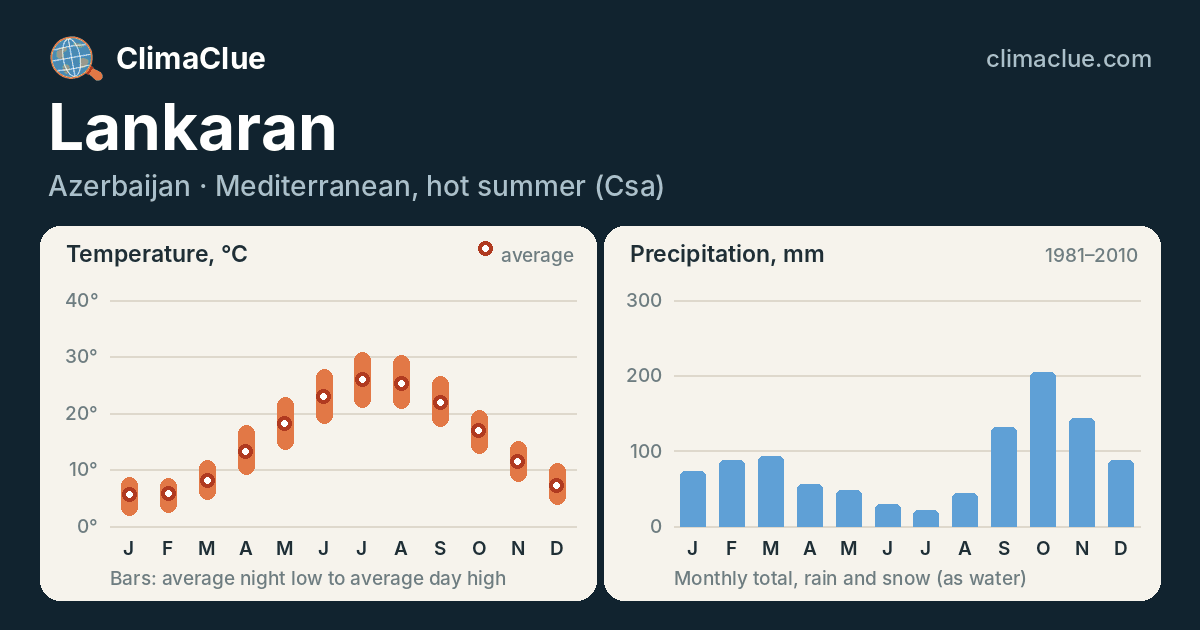 ClimaClue
climaclue.com
Lankaran
Azerbaijan · Mediterranean, hot summer (Csa)
Temperature, °C
average
40°
30°
20°
10°
0°
J F M A M J J A S O N D
Bars: average night low to average day high
Precipitation, mm
1981–2010
300
200
100
0
J F M A M J J A S O N D
Monthly total, rain and snow (as water)